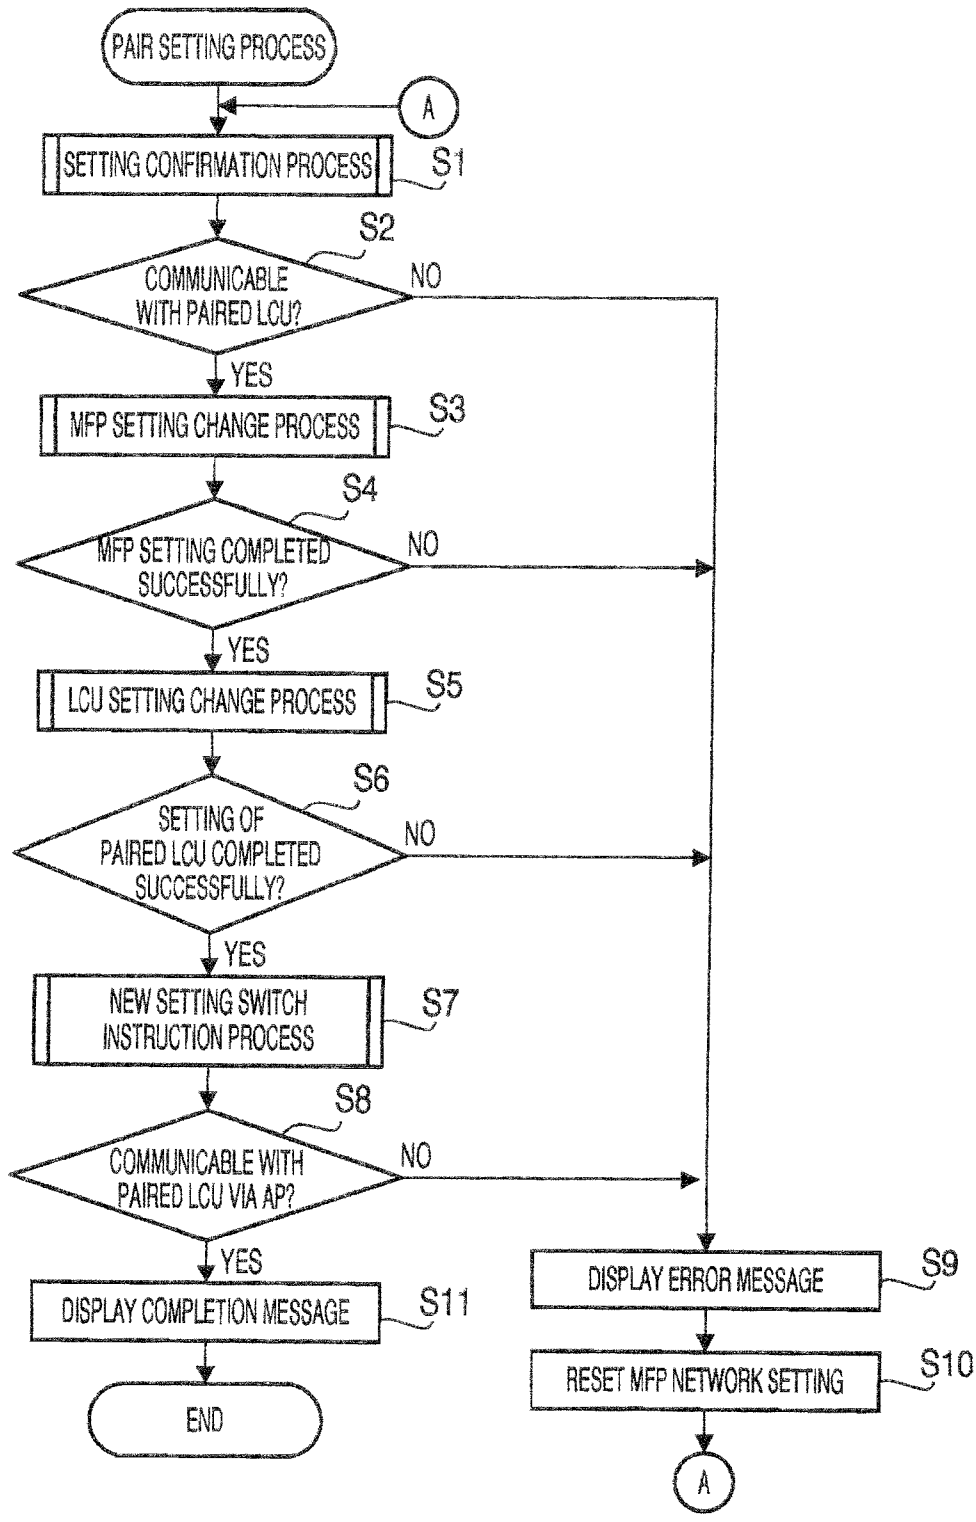 PAIR SETTING PROCESS
A
SETTING CONFIRMATION PROCESS
S1
S2
COMMUNICABLE
WITH PAIRED LCU?
NO
YES
MFP SETTING CHANGE PROCESS
S3
S4
MFP SETTING COMPLETED
SUCCESSFULLY?
NO
YES
LCU SETTING CHANGE PROCESS
S5
S6
SETTING OF
PAIRED LCU COMPLETED
SUCCESSFULLY?
NO
YES
NEW SETTING SWITCH
INSTRUCTION PROCESS
S7
S8
COMMUNICABLE WITH
PAIRED LCU VIA AP?
NO
YES
DISPLAY COMPLETION MESSAGE
S11
END
DISPLAY ERROR MESSAGE
S9
RESET MFP NETWORK SETTING
S10
A